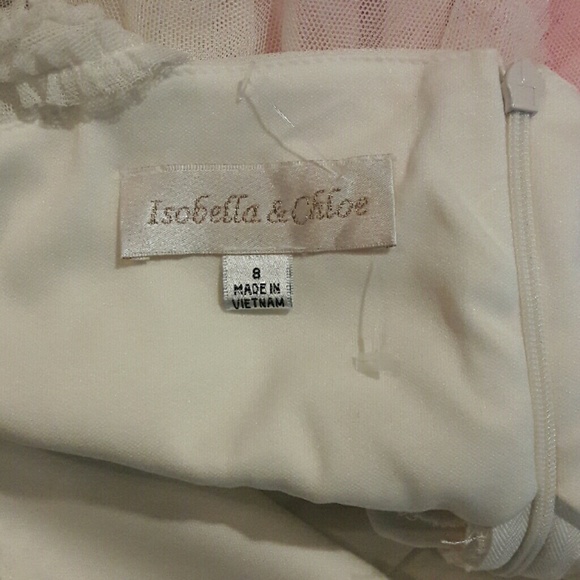 Isobella & Chloe
8
MADE IN
VIETNAM